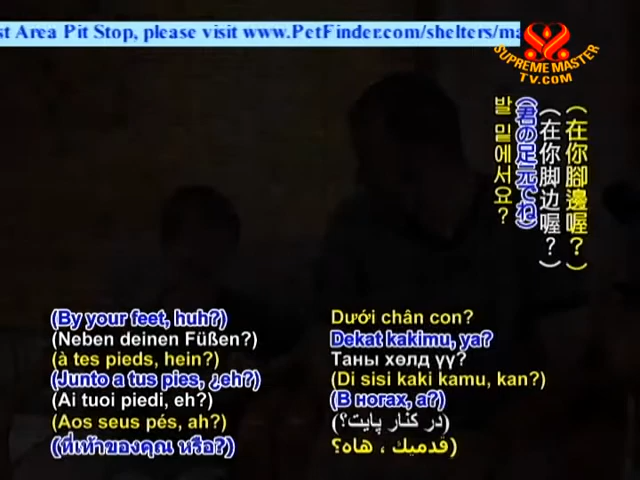 st Area Pit Stop, please visit www.PetFinder.com/shelters/ma
SUPREME MASTER
TV.COM
(在你腳邊喔？)
(在你脚边喔？)
(君の足元でね)
발 밑에서요?
(By your feet, huh?)
(Neben deinen Füßen?)
(à tes pieds, hein?)
(Junto a tus pies, ¿eh?)
(Ai tuoi piedi, eh?)
(Aos seus pés, ah?)
(ที่เท้าของคุณ หรือ?)
Dưới chân con?
Dekat kakimu, ya?
Таны хөлд үү?
(Di sisi kaki kamu, kan?)
(В ногах, а?)
(در کنار پایت؟)
(قدميك ، هاه؟